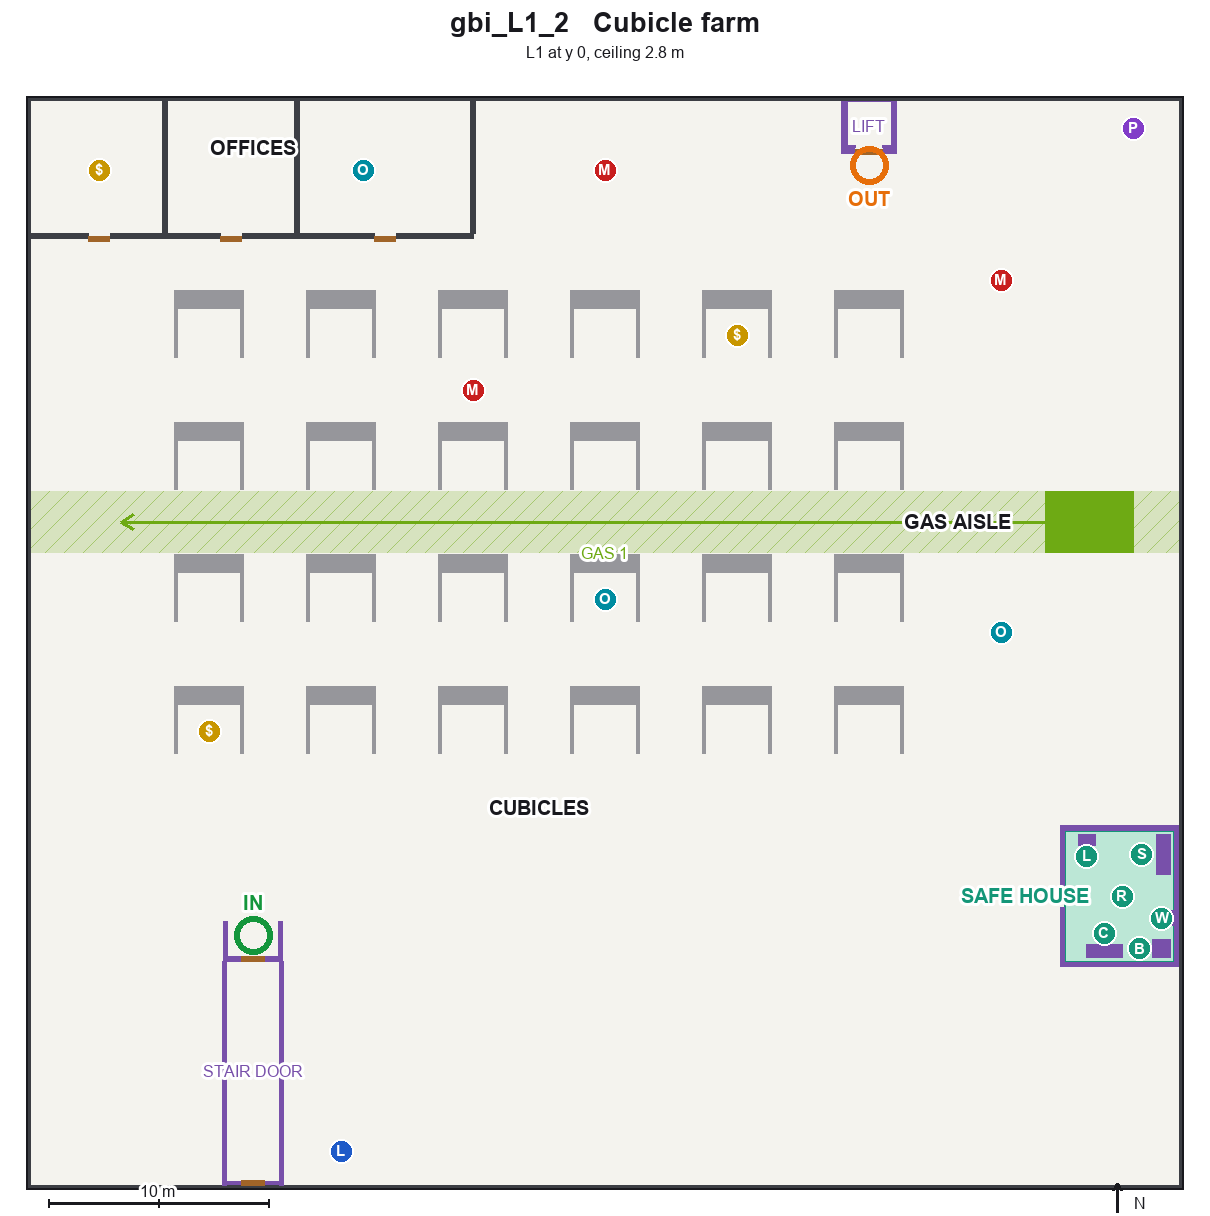 gbi_L1_2 Cubicle farm
L1 at y 0, ceiling 2.8 m
LIFT
P
OFFICES
$
O
M
OUT
M
$
M
GAS AISLE
GAS 1
O
O
$
CUBICLES
L
S
SAFE HOUSE
R
IN
W
C
B
STAIR DOOR
L
10 m
N